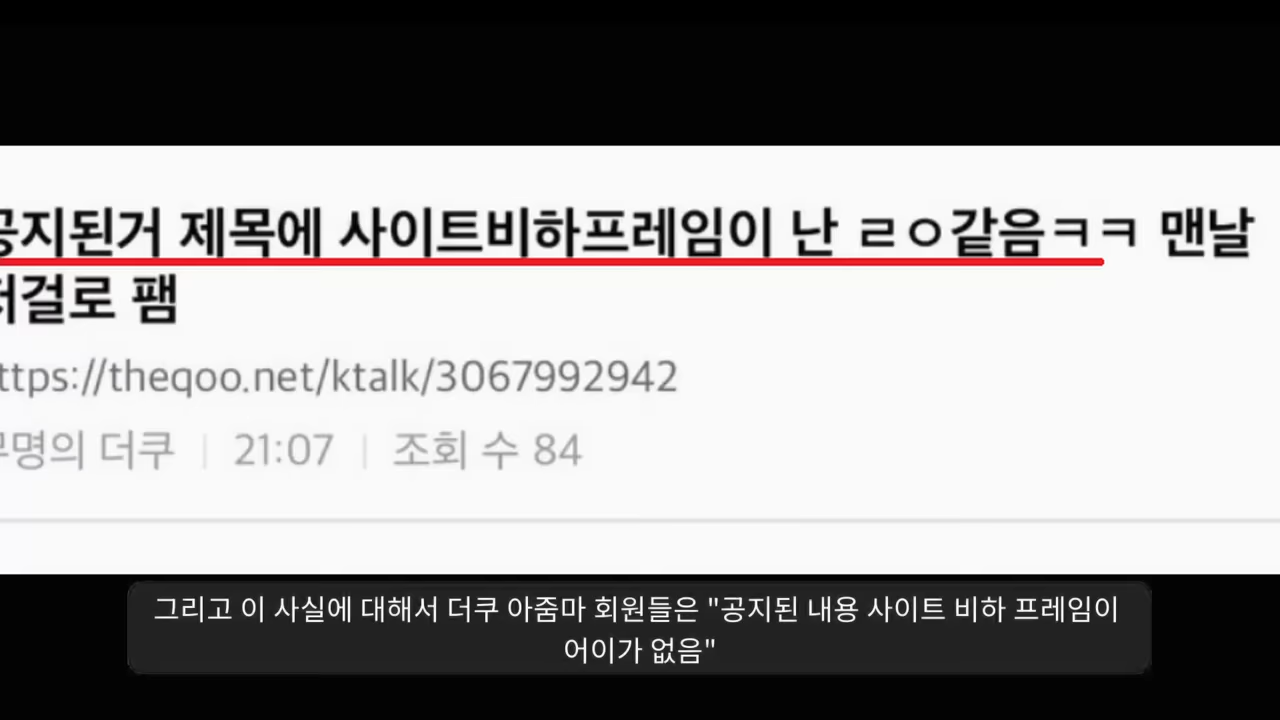 공지된거 제목에 사이트비하프레임이 난 ㄹㅇ같음ㅋㅋ 맨날
저걸로 팸
ttps://theqoo.net/ktalk/3067992942
무명의 더쿠 | 21:07 | 조회 수 84
그리고 이 사실에 대해서 더쿠 아줌마 회원들은 "공지된 내용 사이트 비하 프레임이
어이가 없음"